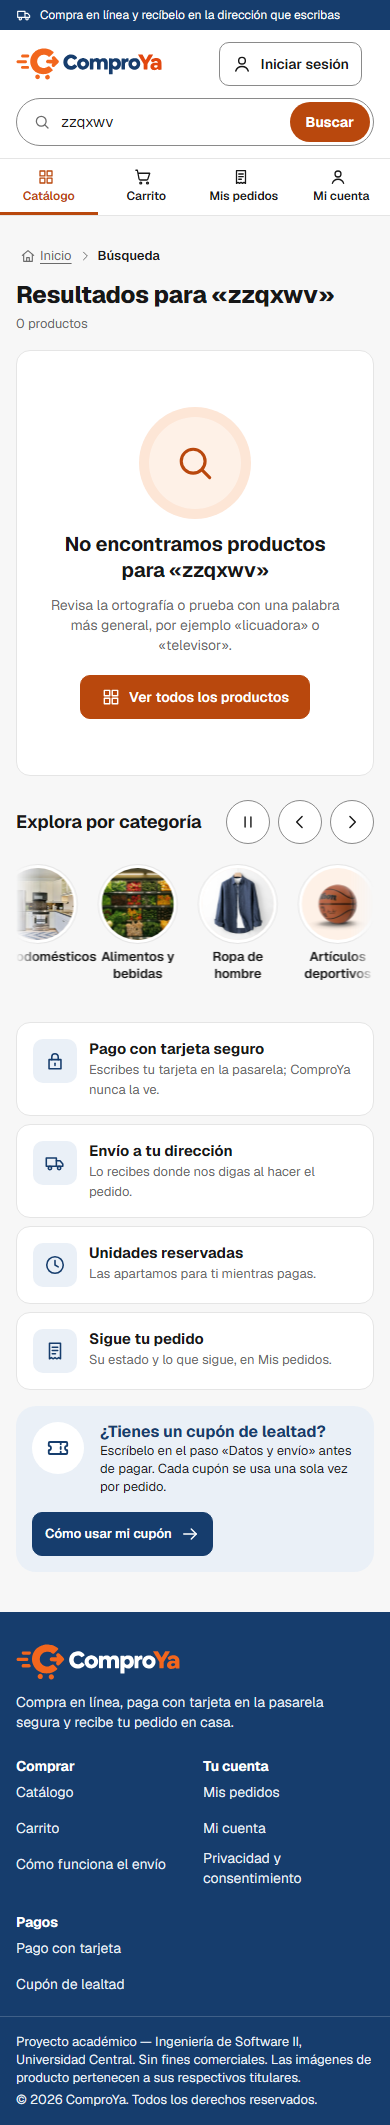 Compra en línea y recíbelo en la dirección que escribas
ComproYa
Iniciar sesión
zzqxwv
Buscar
Catálogo
Carrito
Mis pedidos
Mi cuenta
Inicio
Búsqueda
Resultados para «zzqxwv»
0 productos
No encontramos productos
para «zzqxwv»
Revisa la ortografía o prueba con una palabra
más general, por ejemplo «licuadora» o
«televisor».
Ver todos los productos
Explora por categoría
odomésticos
Alimentos y
bebidas
Ropa de
hombre
Artículos
deportivos
Pago con tarjeta seguro
Escribes tu tarjeta en la pasarela; ComproYa
nunca la ve.
Envío a tu dirección
Lo recibes donde nos digas al hacer el
pedido.
Unidades reservadas
Las apartamos para ti mientras pagas.
Sigue tu pedido
Su estado y lo que sigue, en Mis pedidos.
¿Tienes un cupón de lealtad?
Escríbelo en el paso «Datos y envío» antes
de pagar. Cada cupón se usa una sola vez
por pedido.
Cómo usar mi cupón
ComproYa
Compra en línea, paga con tarjeta en la pasarela
segura y recibe tu pedido en casa.
Comprar
Catálogo
Carrito
Cómo funciona el envío
Tu cuenta
Mis pedidos
Mi cuenta
Privacidad y
consentimiento
Pagos
Pago con tarjeta
Cupón de lealtad
Proyecto académico — Ingeniería de Software II,
Universidad Central. Sin fines comerciales. Las imágenes de
producto pertenecen a sus respectivos titulares.
© 2026 ComproYa. Todos los derechos reservados.